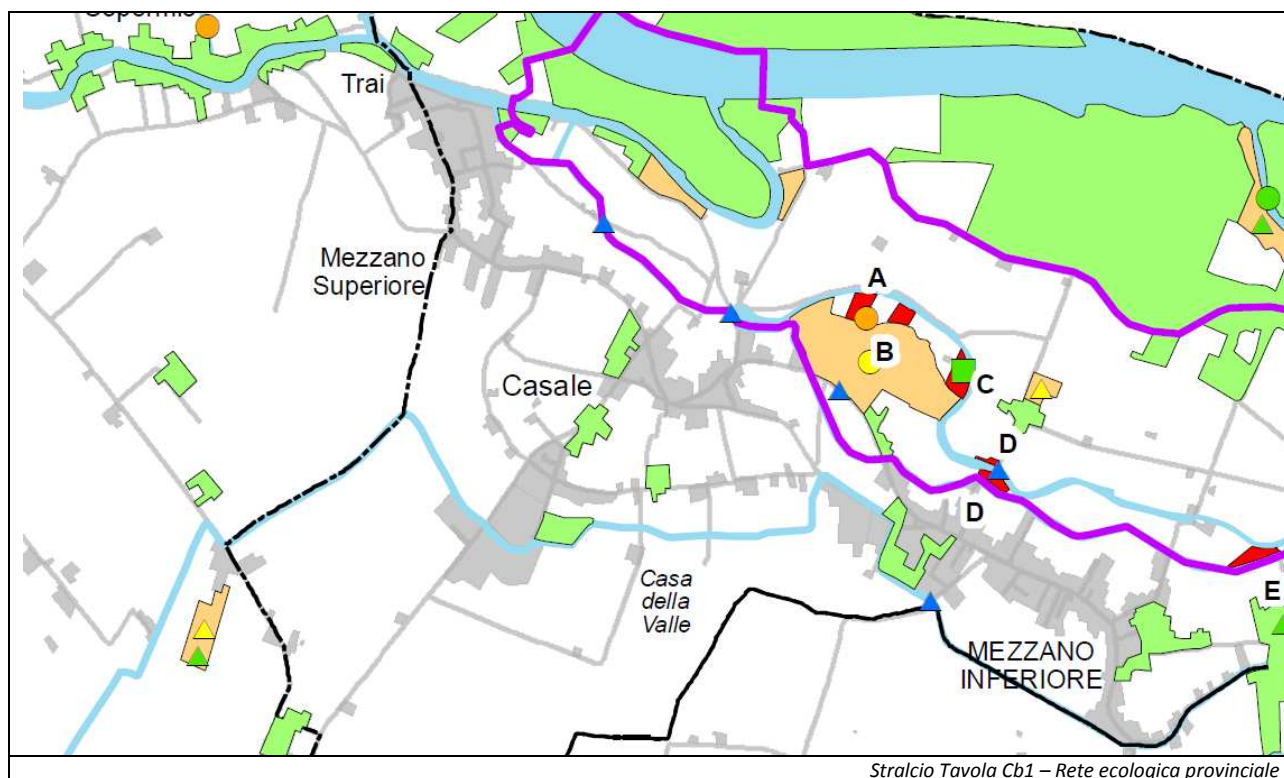 Trai
Mezzano
Superiore
A
B
Casale
C
D
D
Casa
della
Valle
E
MEZZANO
INFERIORE
Stralcio Tavola Cb1 – Rete ecologica provinciale